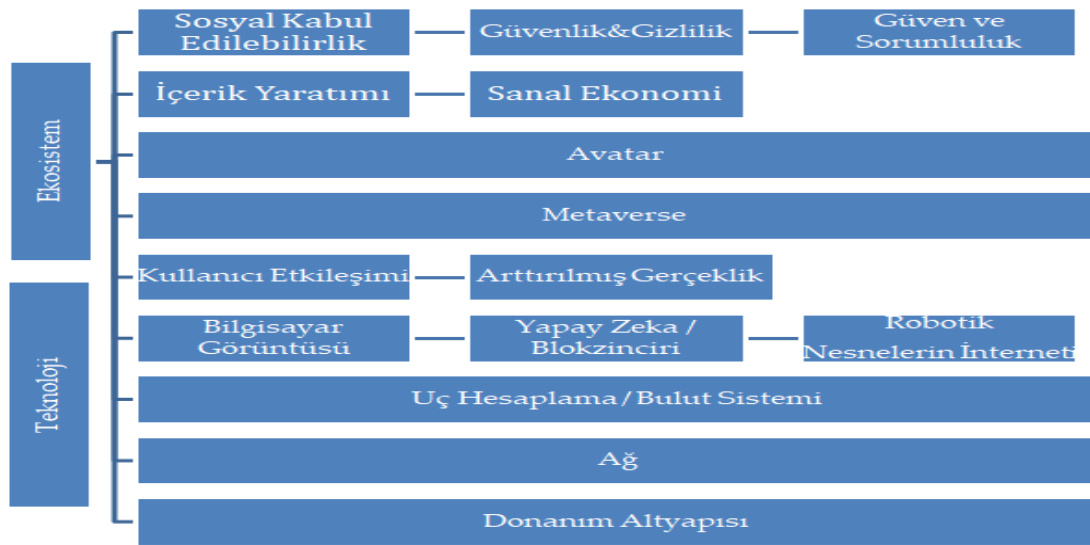 Ekosistem
Sosyal Kabul
Edilebilirlik
Güvenlik&Gizlilik
Güven ve
Sorumluluk
İçerik Yaratımı
Sanal Ekonomi
Avatar
Metaverse
Teknoloji
Kullanıcı Etkileşimi
Arttırılmış Gerçeklik
Bilgisayar
Görüntüsü
Yapay Zeka /
Blokzinciri
Robotik
Nesnelerin İnterneti
Uç Hesaplama / Bulut Sistemi
Ağ
Donanım Altyapısı